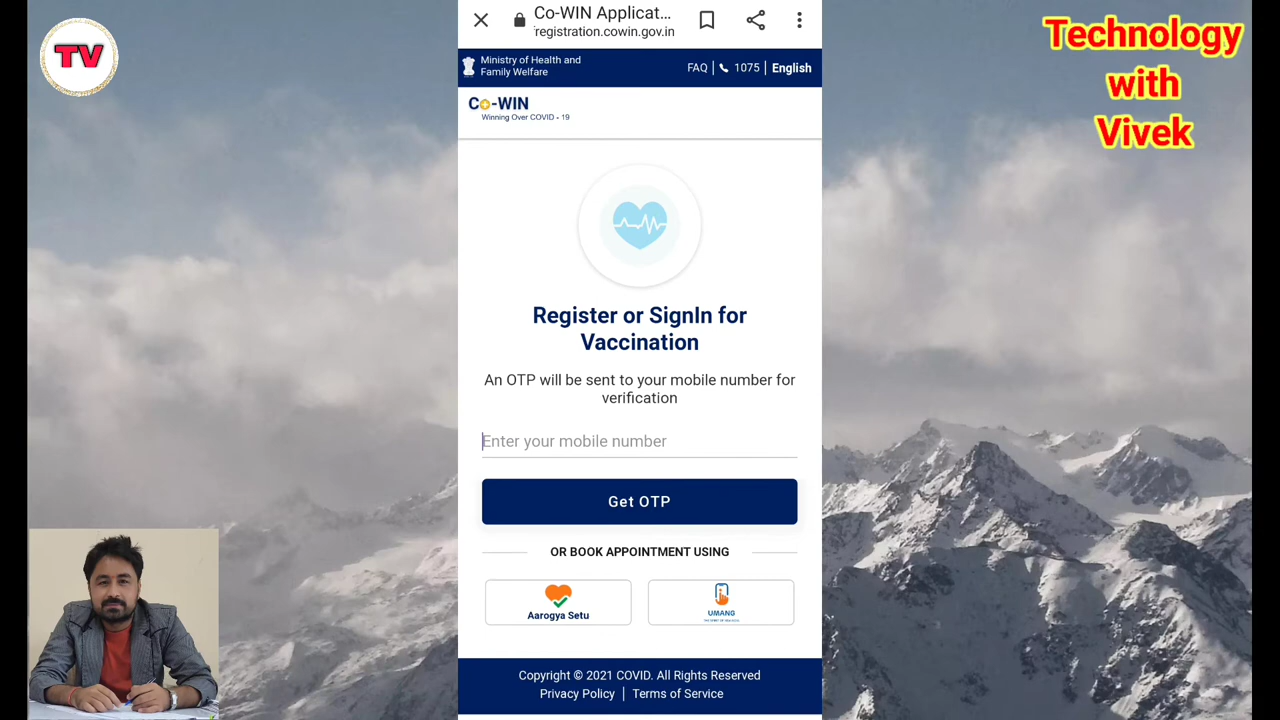 TV
Technology
with
Vivek
Co-WIN Applicat...
registration.cowin.gov.in
Ministry of Health and
Family Welfare
FAQ | 1075 | English
Co-WIN
Winning Over COVID - 19
Register or SignIn for
Vaccination
An OTP will be sent to your mobile number for
verification
Enter your mobile number
Get OTP
OR BOOK APPOINTMENT USING
Aarogya Setu
UMANG
Copyright © 2021 COVID. All Rights Reserved
Privacy Policy | Terms of Service